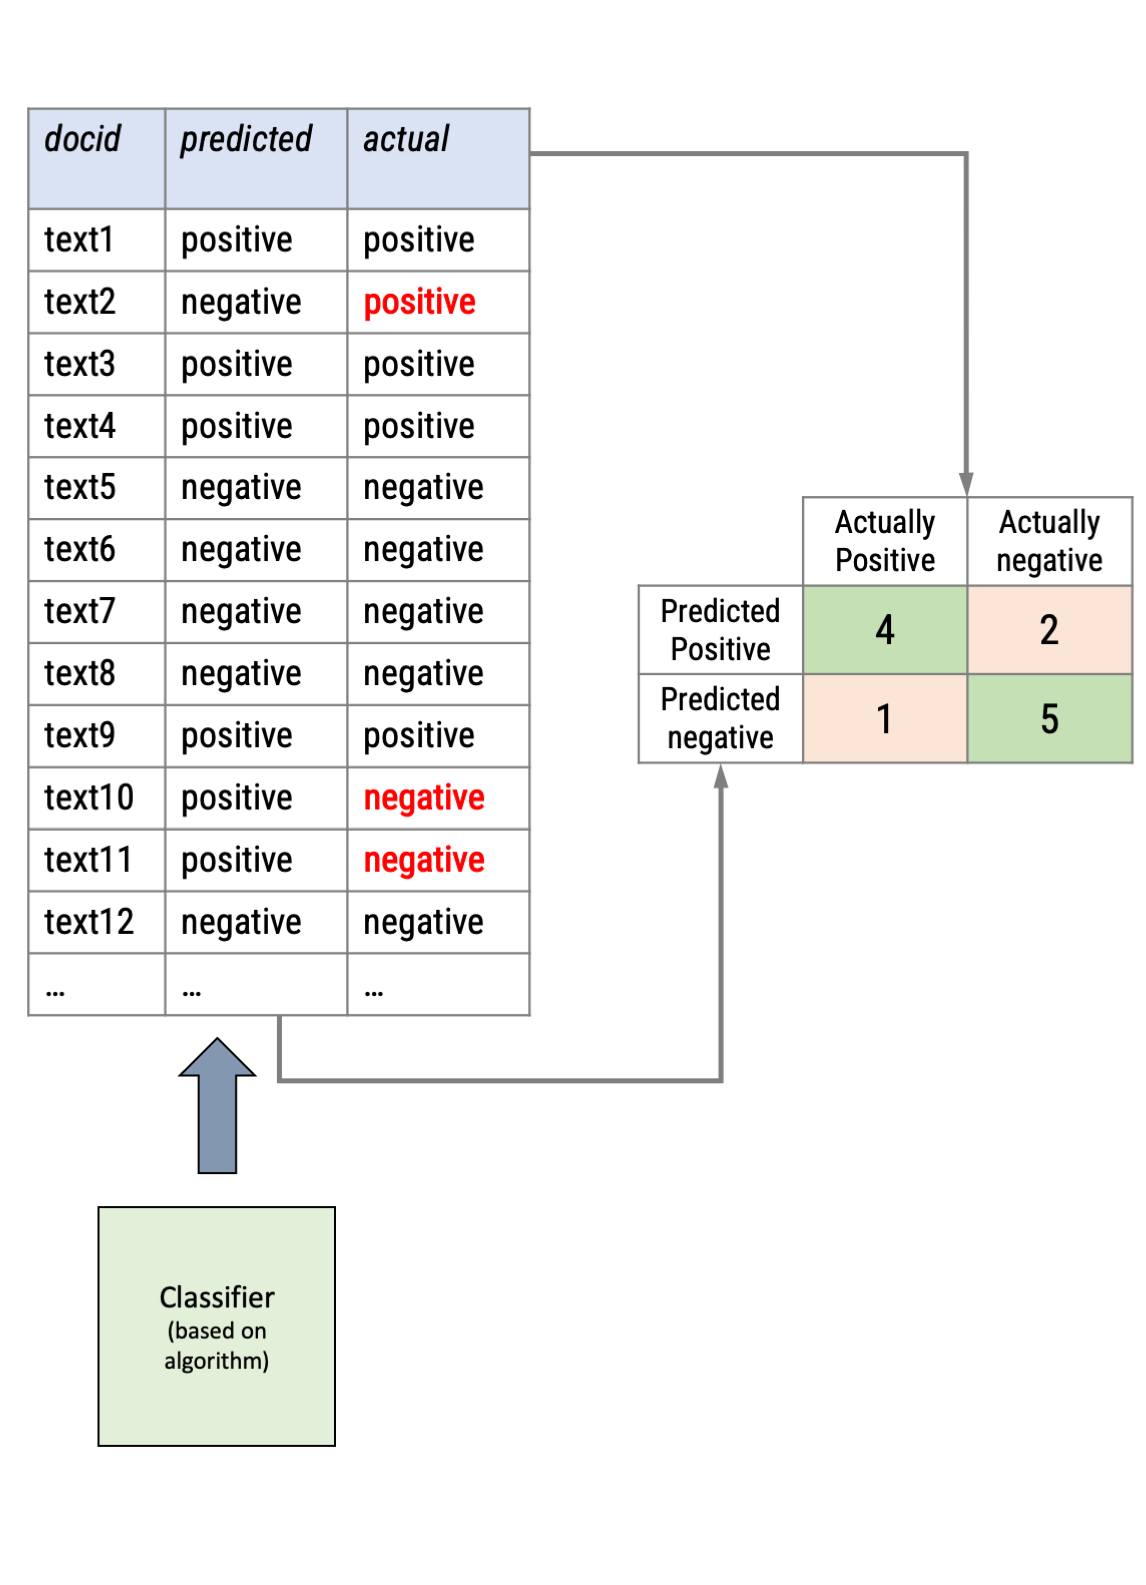 docid predicted actual
text1 positive positive
text2 negative positive
text3 positive positive
text4 positive positive
text5 negative negative
text6 negative negative
text7 negative negative
text8 negative negative
text9 positive positive
text10 positive negative
text11 positive negative
text12 negative negative
… … …
Actually
Positive
Actually
negative
Predicted
Positive
4 2
Predicted
negative
1 5
Classifier
(based on
algorithm)